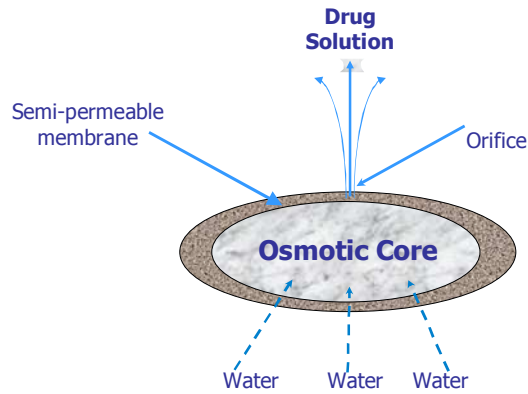 Drug
Solution
Semi-permeable
membrane
Orifice
Osmotic Core
Water
Water
Water